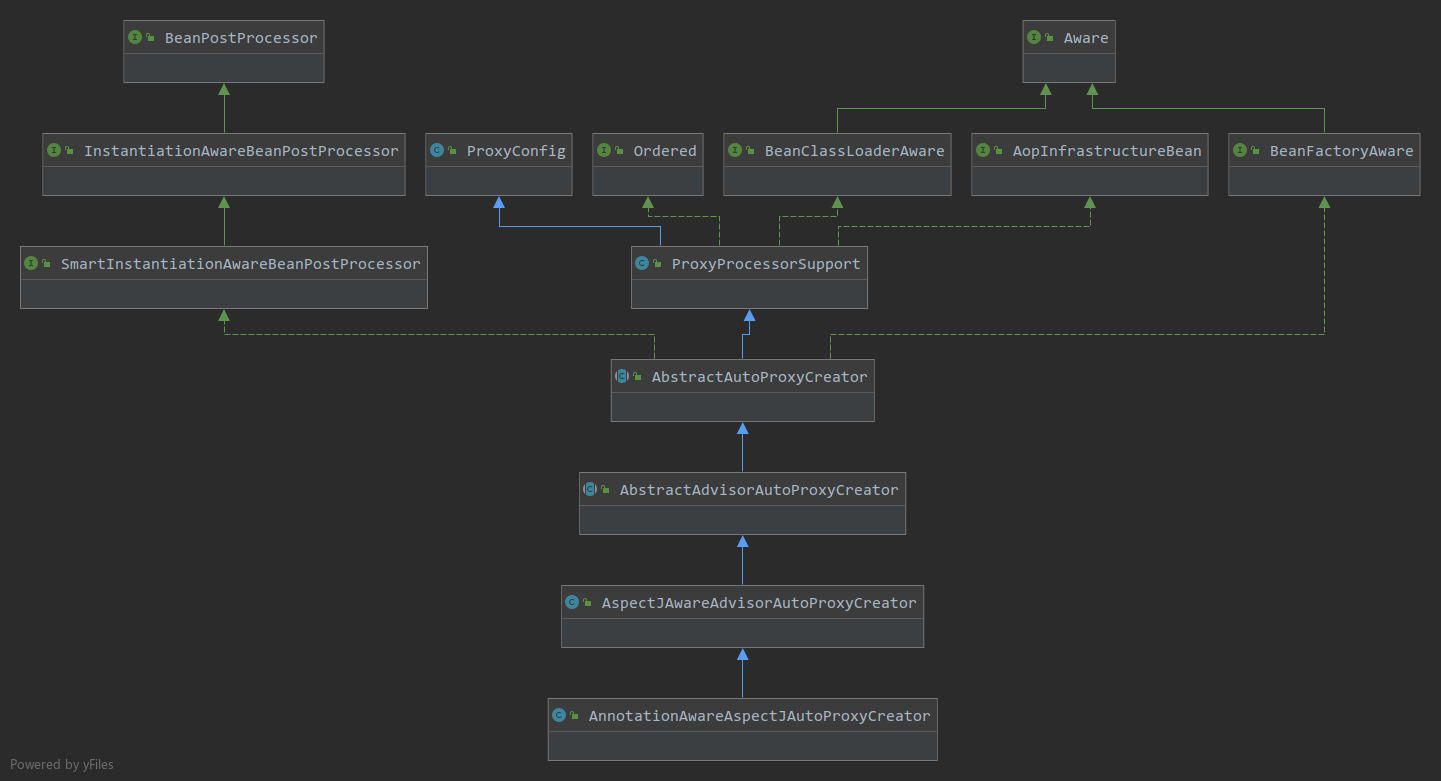 BeanPostProcessor
Aware
InstantiationAwareBeanPostProcessor
ProxyConfig
Ordered
BeanClassLoaderAware
AopInfrastructureBean
BeanFactoryAware
SmartInstantiationAwareBeanPostProcessor
ProxyProcessorSupport
AbstractAutoProxyCreator
AbstractAdvisorAutoProxyCreator
AspectJAwareAdvisorAutoProxyCreator
AnnotationAwareAspectJAutoProxyCreator
Powered by yFiles